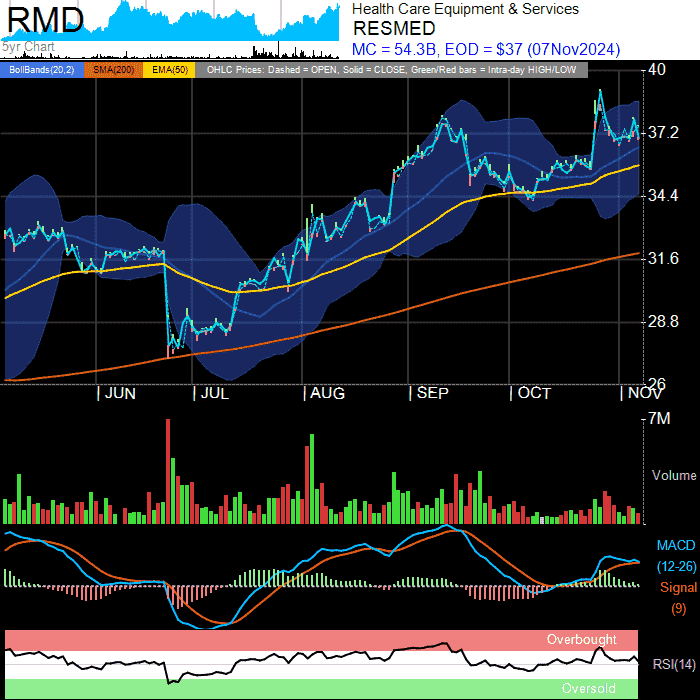 RMD
5yr Chart
Health Care Equipment & Services
RESMED
MC = 54.3B, EOD = $37 (07Nov2024)
BollBands(20,2) SMA(200) EMA(50) OHLC Prices: Dashed = OPEN, Solid = CLOSE, Green/Red bars = Intra-day HIGH/LOW
40
37.2
34.4
31.6
28.8
26
JUN JUL AUG SEP OCT NOV
7M
Volume
MACD
(12-26)
Signal
(9)
Overbought
RSI(14)
Oversold